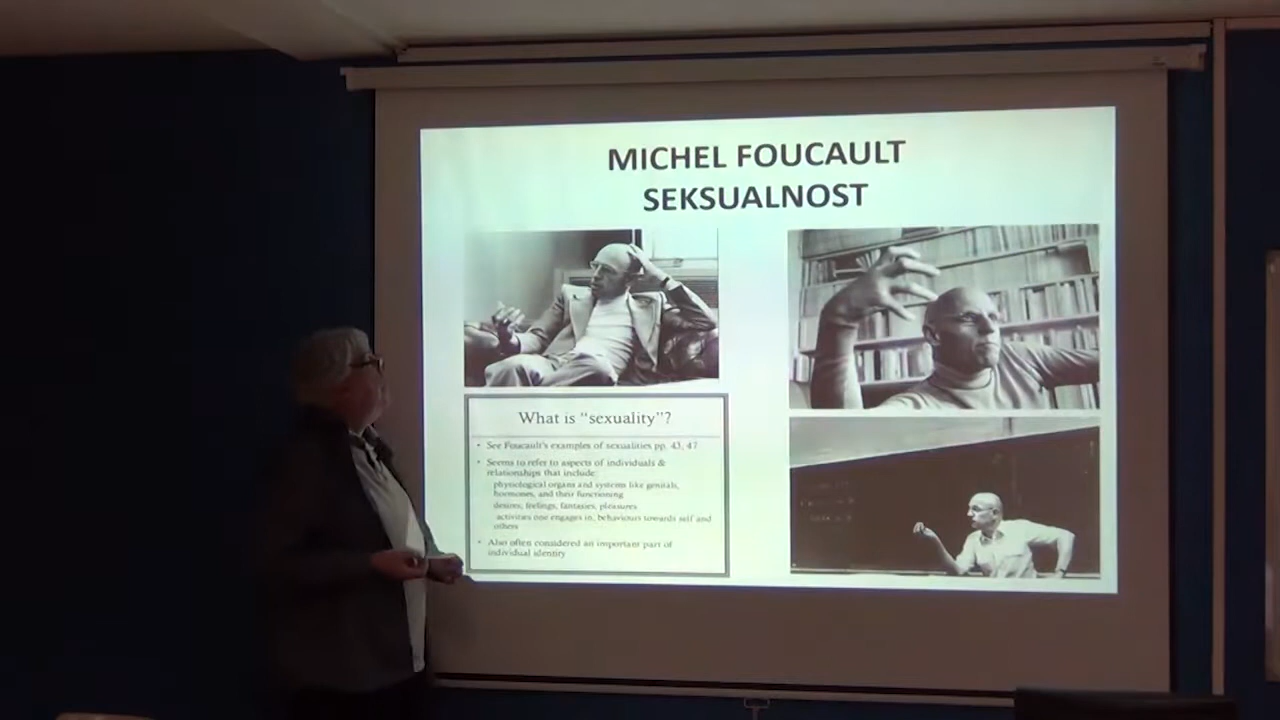 MICHEL FOUCAULT
SEKSUALNOST
What is “sexuality”?
• See Foucault's examples of sexualities pp. 43, 47
• Seems to refer to aspects of individuals &
relationships that include:
physiological organs and systems like genitals,
hormones, and their functioning
desires, feelings, fantasies, pleasures
activities one engages in, behaviours towards self and
others
• Also often considered an important part of
individual identity